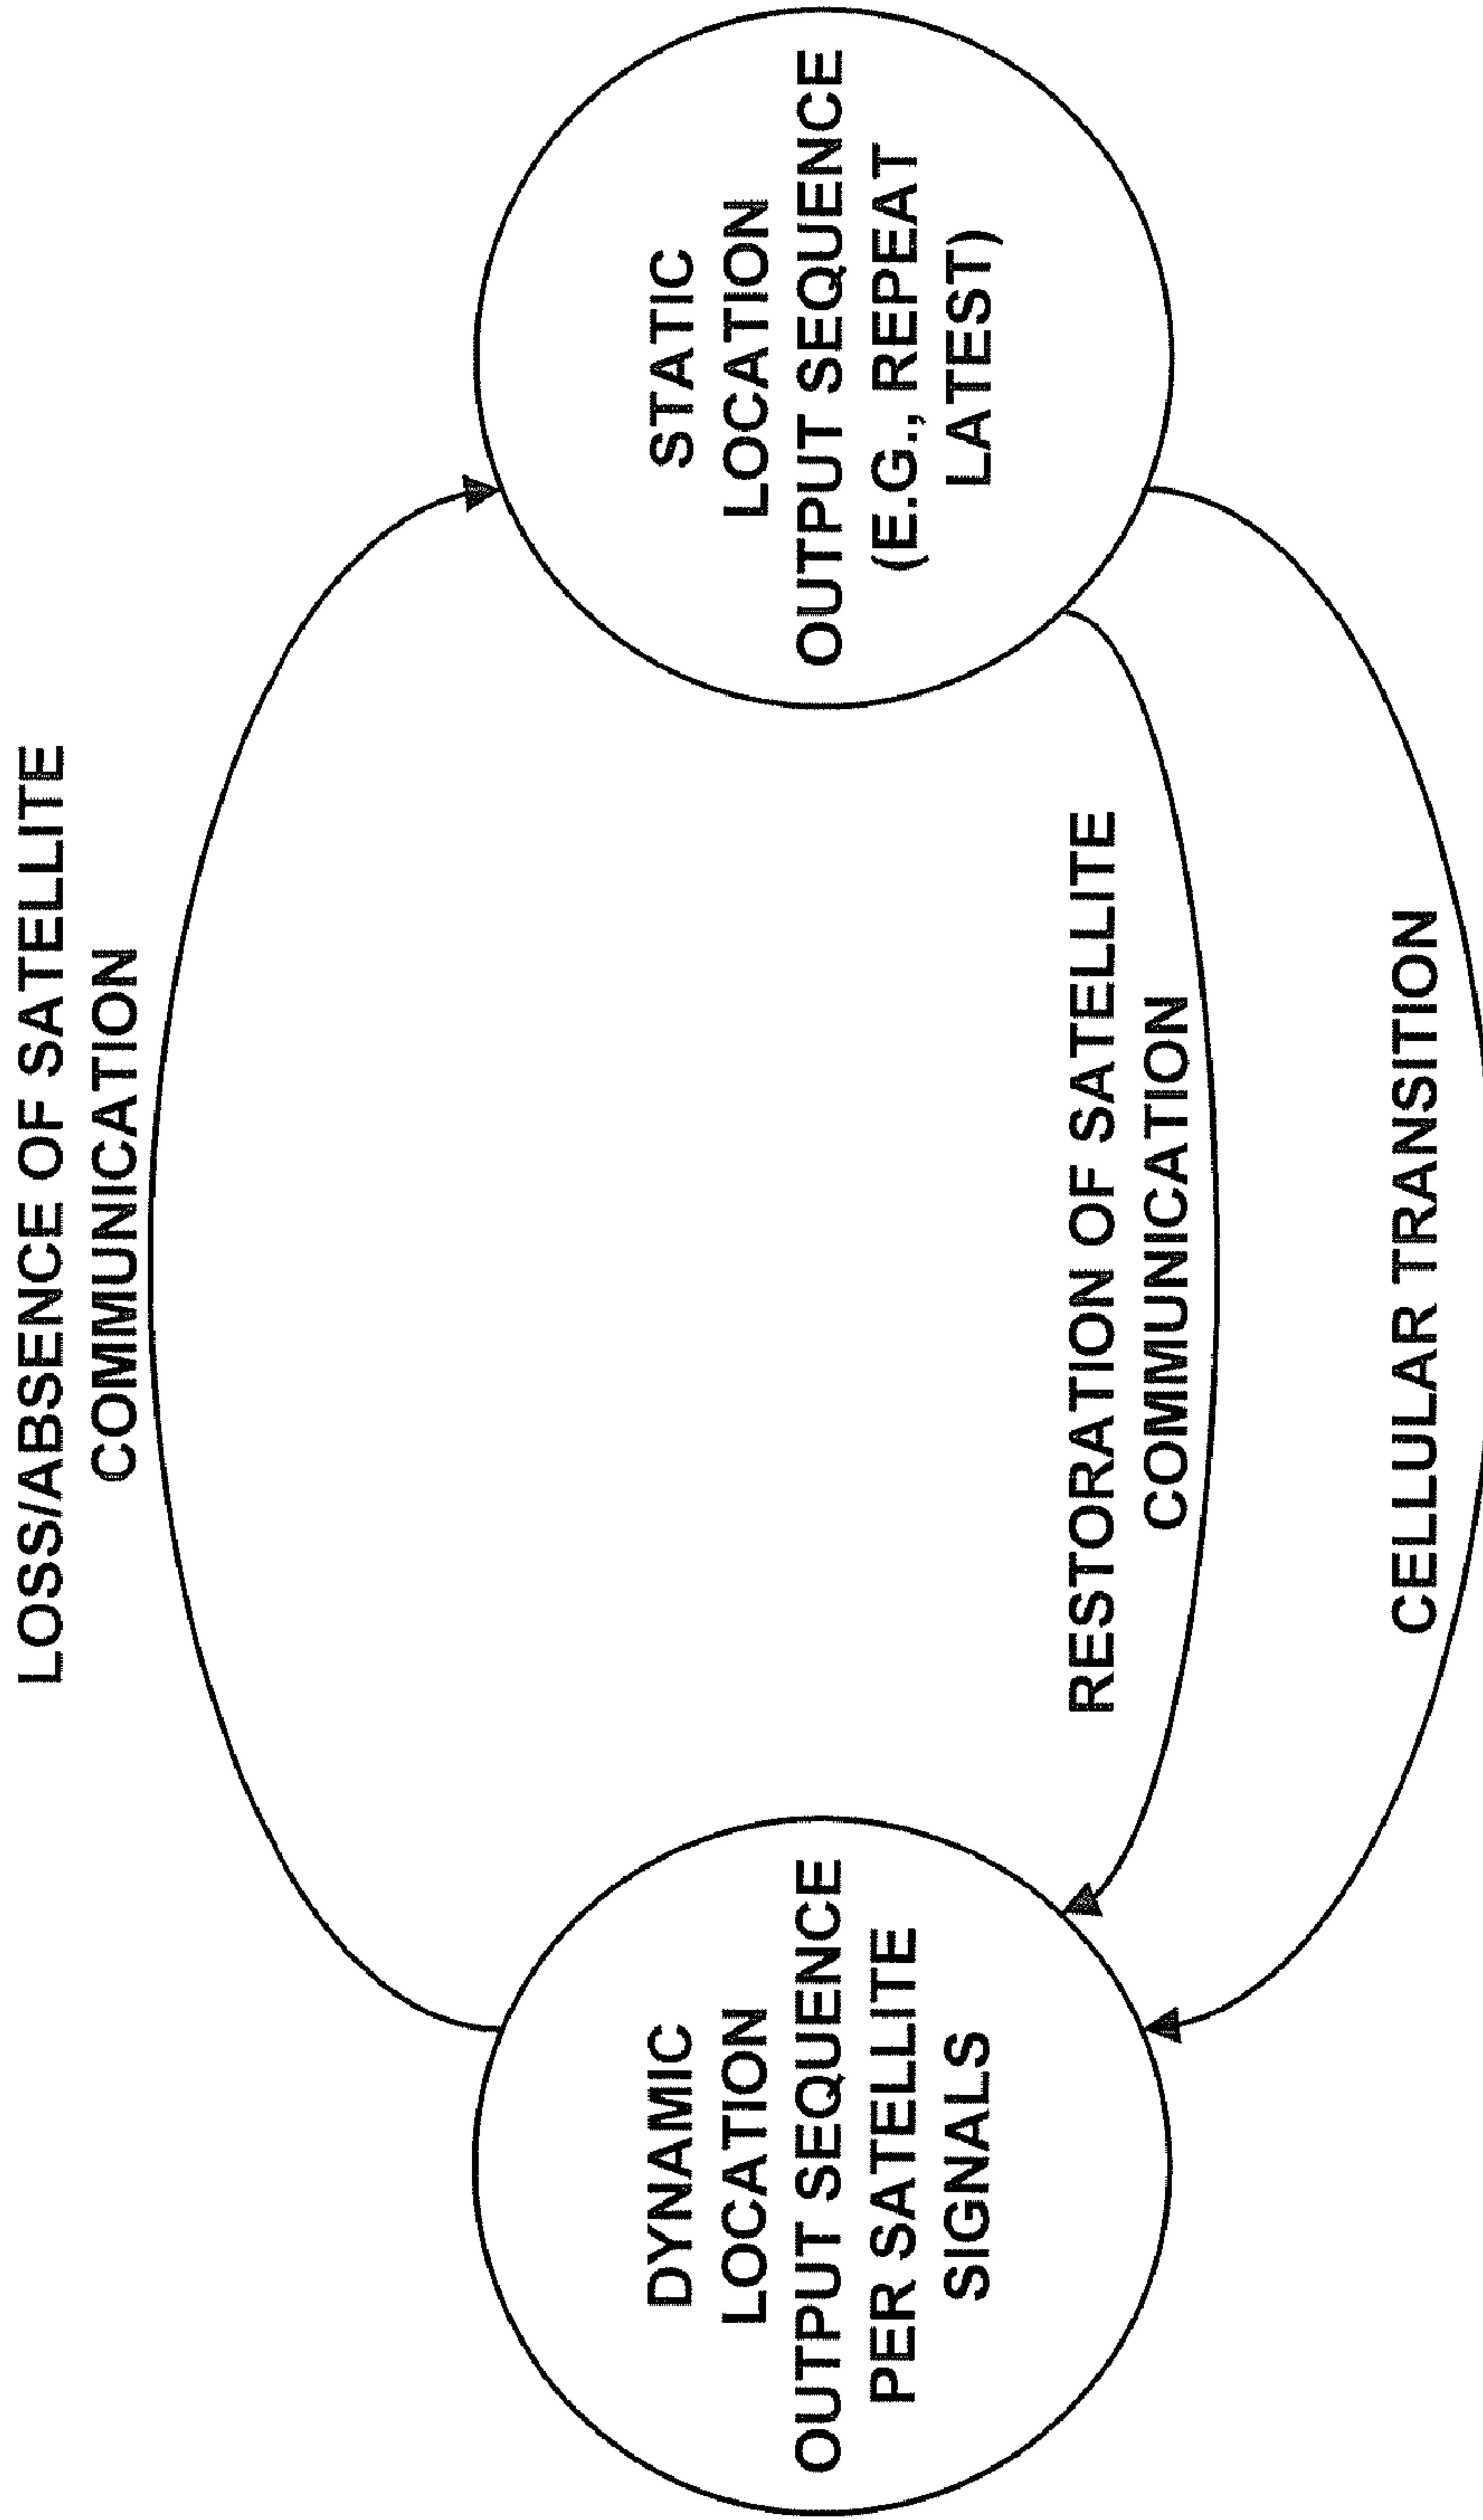 LOSS/ABSENCE OF SATELLITE
COMMUNICATION
DYNAMIC
LOCATION
OUTPUT SEQUENCE
PER SATELLITE
SIGNALS
STATIC
LOCATION
OUTPUT SEQUENCE
(E.G., REPEAT
LATEST)
RESTORATION OF SATELLITE
COMMUNICATION
CELLULAR TRANSITION